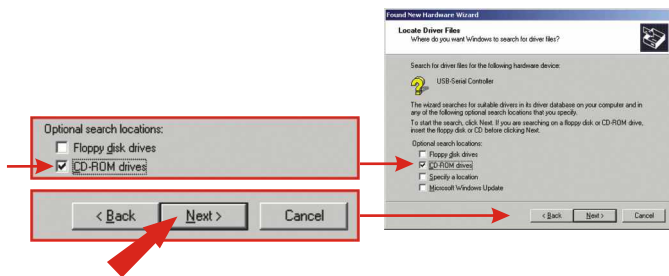 Optional search locations:
Floppy disk drives
CD-ROM drives
< Back Next > Cancel
Found New Hardware Wizard
Locate Driver Files
Where do you want Windows to search for driver files?
Search for driver files for the following hardware device:
USB-Serial Controller
The wizard searches for suitable drivers in its driver database on your computer and in
any of the following optional search locations that you specify.
To start the search, click Next. If you are searching on a floppy disk or CD-ROM drive,
insert the floppy disk or CD before clicking Next.
Optional search locations:
Floppy disk drives
CD-ROM drives
Specify a location
Microsoft Windows Update
< Back Next > Cancel